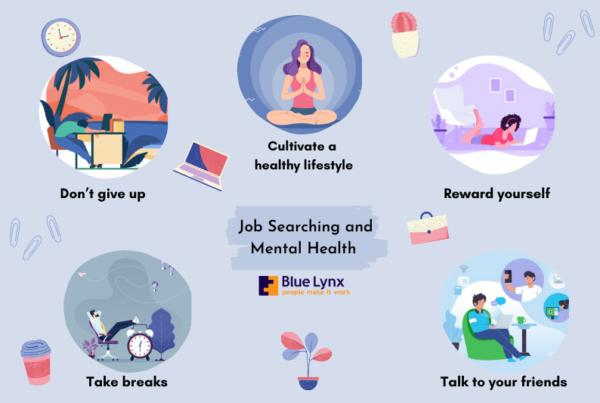 Cultivate a
healthy lifestyle
Don't give up
Reward yourself
Job Searching and
Mental Health
Blue Lynx
people make it work
Take breaks
Talk to your friends